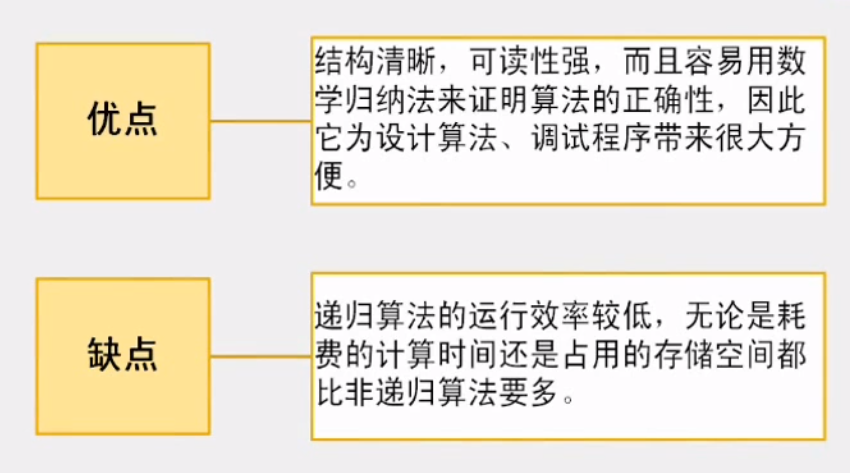 优点
结构清晰，可读性强，而且容易用数
学归纳法来证明算法的正确性，因此
它为设计算法、调试程序带来很大方
便。
缺点
递归算法的运行效率较低，无论是耗
费的计算时间还是占用的存储空间都
比非递归算法要多。